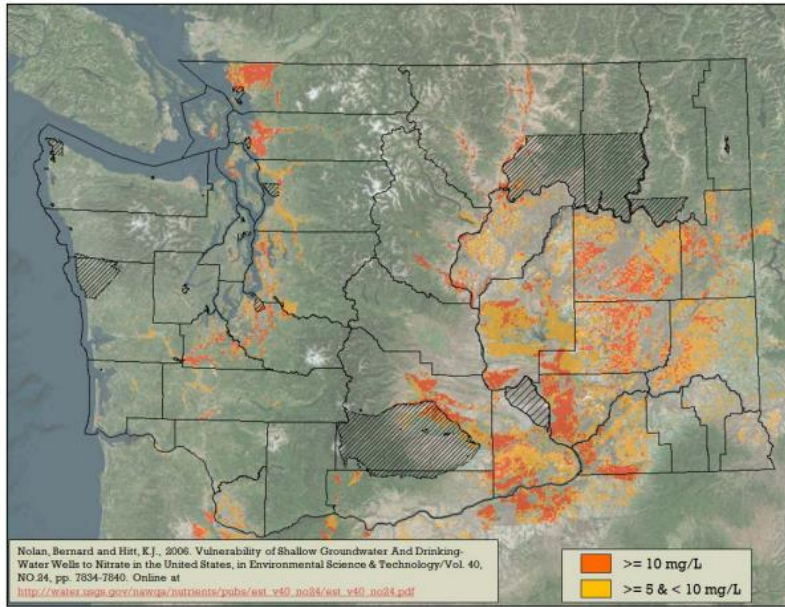 Nolan, Bernard and Hitt, K.J., 2006. Vulnerability of Shallow Groundwater And Drinking-
Water Wells to Nitrate in the United States, in Environmental Science & Technology/Vol. 40,
NO.24, pp. 7834-7840. Online at
http://water.usgs.gov/nawqa/nutrients/pubs/est_v40_no24/est_v40_no24.pdf
>= 10 mg/L
>= 5 & < 10 mg/L